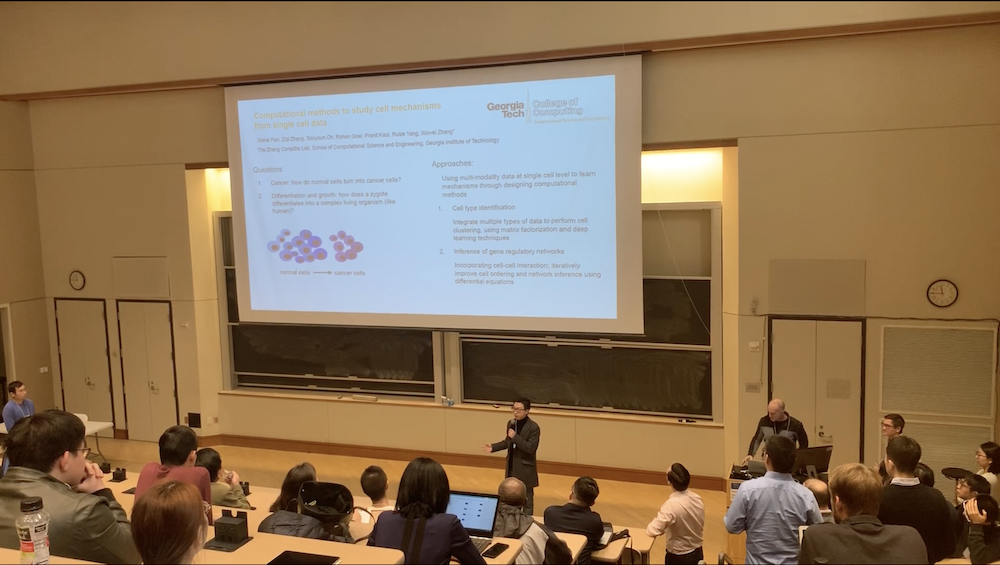 Computational methods to study cell mechanisms
from single cell data
Georgia
Tech
College of
Computing
The Zhang CompBio Lab, School of Computational Science and Engineering, Georgia Institute of Technology
Questions:
1. Cancer: how do normal cells turn into cancer cells?
2. Differentiation and growth: how does a zygote
differentiate into a complex living organism (like
human)?
normal cells
cancer cells
Approaches:
Using multi-modality data at single cell level to learn
mechanisms through designing computational
methods
1. Cell type identification
Integrate multiple types of data to perform cell
clustering, using matrix factorization and deep
learning techniques
2. Inference of gene regulatory networks
Incorporating cell-cell interaction; iteratively
improve cell ordering and network inference using
differential equations